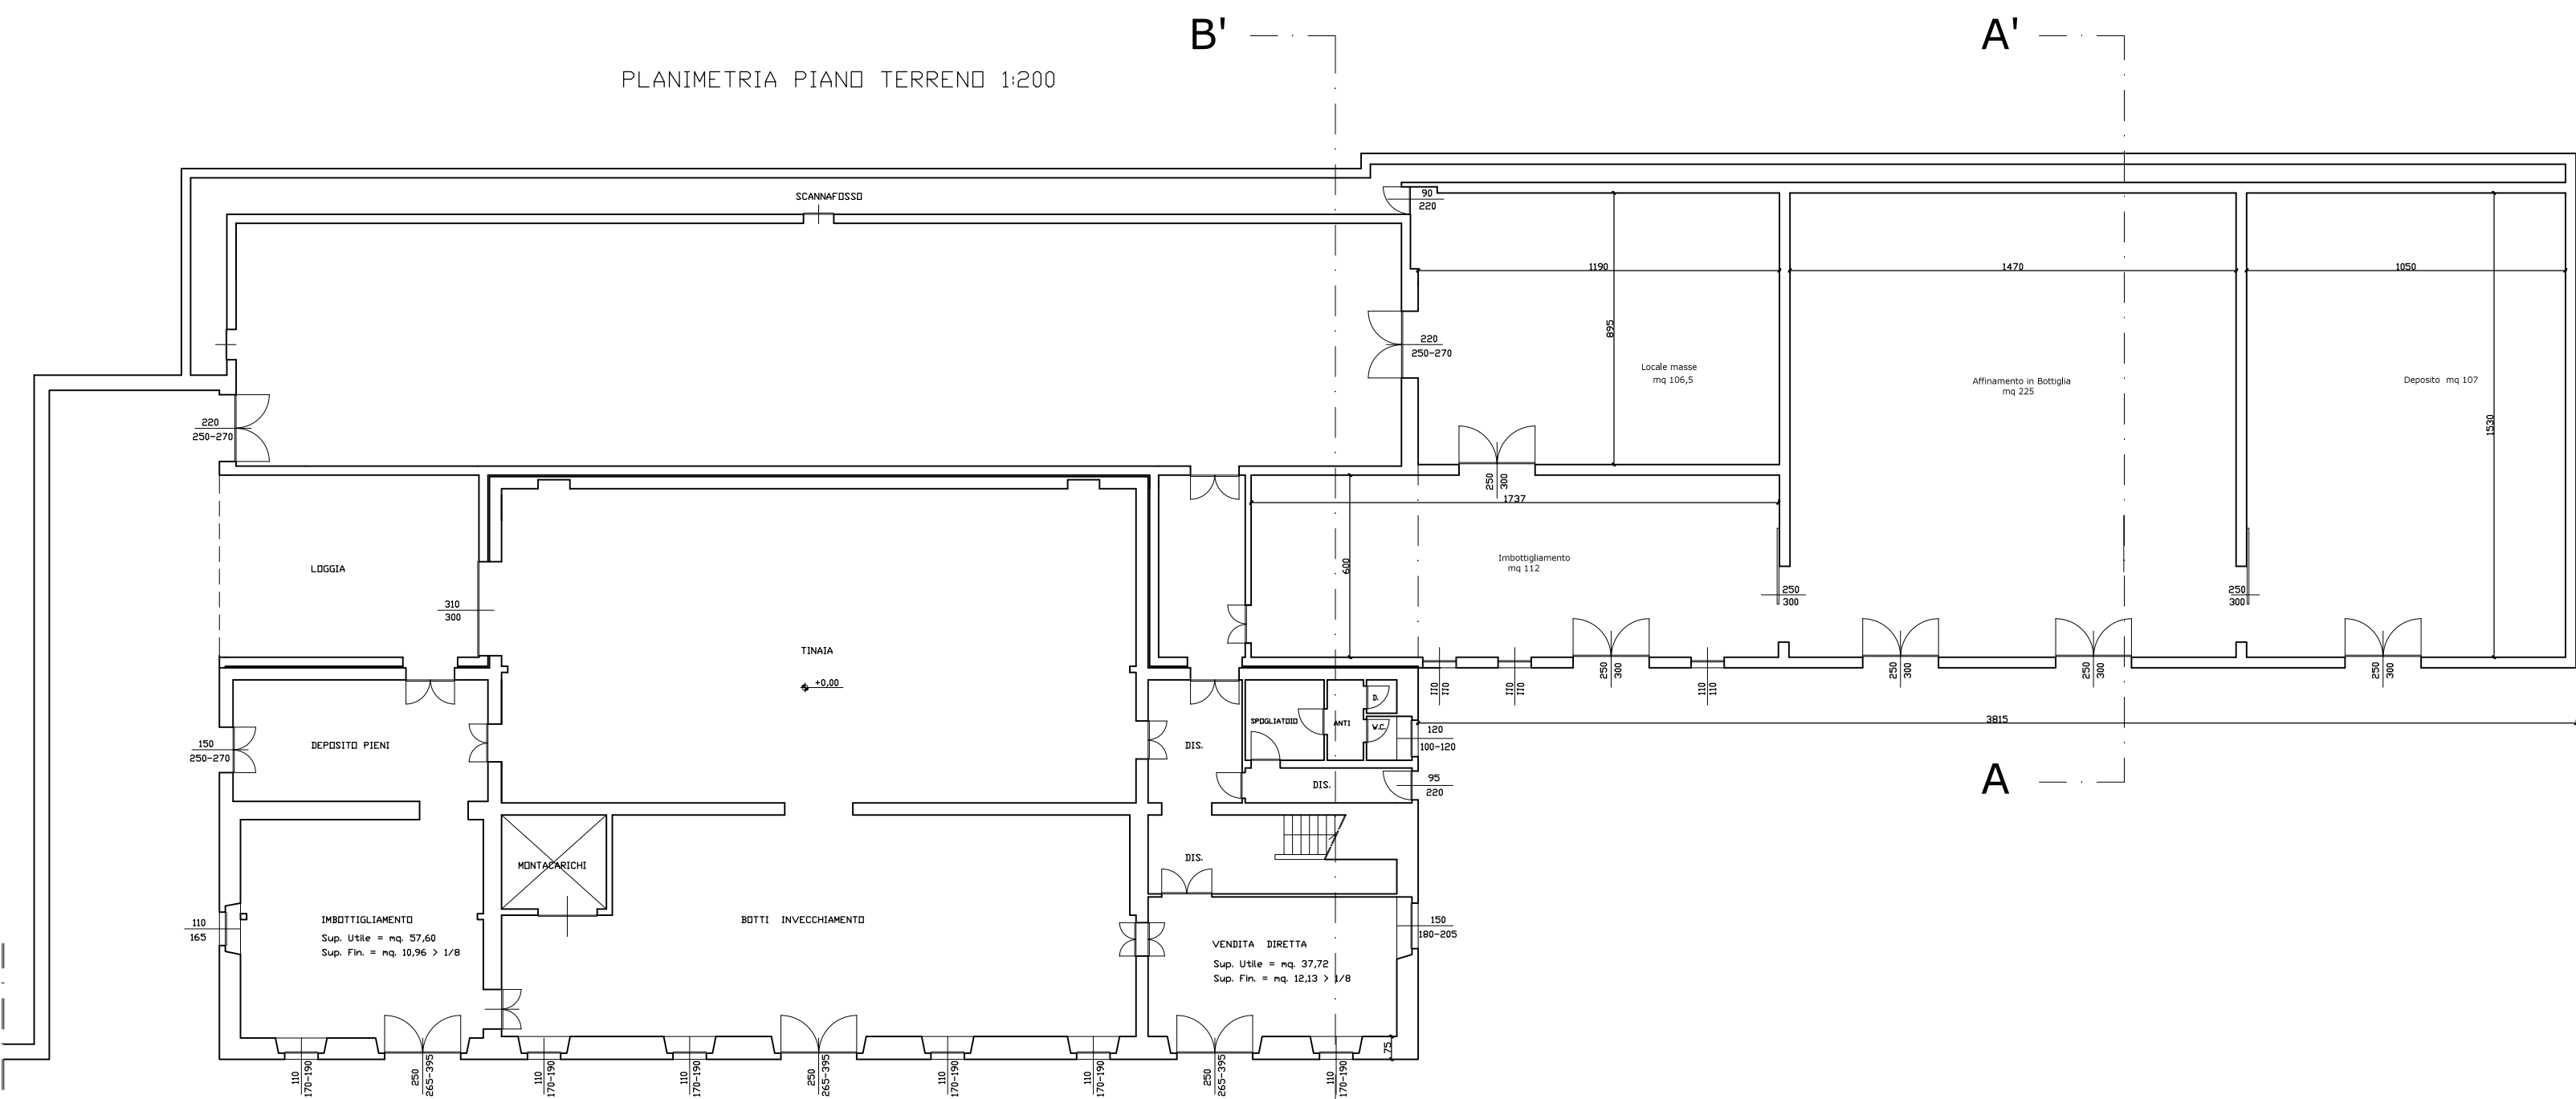 B'
A'
PLANIMETRIA PIANO TERRENO 1:200
SCANNAFOSSO
90
220
1190
1470
1050
895
220
250-270
Locale masse
mq 106,5
Affinamento in Bottiglia
mq 225
Deposito mq 107
1530
220
250-270
250
300
1737
LOGGIA
600
Imbottigliamento
mq 112
310
300
250
300
250
300
TINAIA
+0,00
250
300
250
300
250
300
250
300
110
110
110
110
110
110
D.
SPOGLIATOIO
ANTI
W.C.
3815
120
100-120
150
250-270
DEPOSITO PIENI
DIS.
DIS.
95
220
A
MONTACARICHI
DIS.
110
165
IMBOTTIGLIAMENTO
Sup. Utile = mq. 57,60
Sup. Fin. = mq. 10,96 > 1/8
BOTTI INVECCHIAMENTO
150
180-205
VENDITA DIRETTA
Sup. Utile = mq. 37,72
Sup. Fin. = mq. 12,13 > 1/8
75
110
170-190
250
265-395
110
170-190
110
170-190
250
265-395
110
170-190
110
170-190
250
265-395
110
170-190